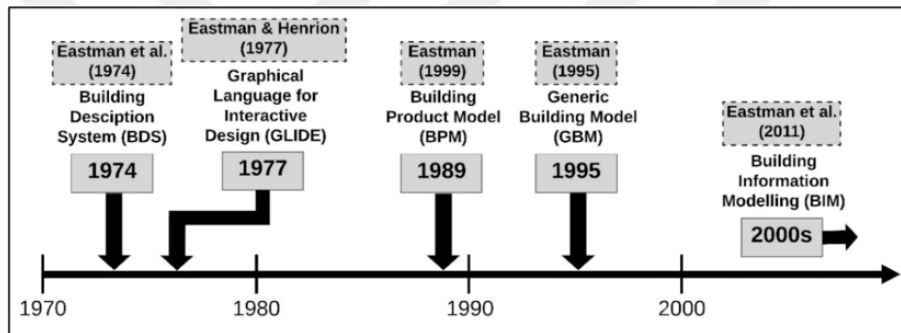 Eastman et al.
(1974)
Building
Desciption
System (BDS)
1974
Eastman & Henrion
(1977)
Graphical
Language for
Interactive
Design (GLIDE)
1977
Eastman
(1999)
Building
Product Model
(BPM)
1989
Eastman
(1995)
Generic
Building Model
(GBM)
1995
Eastman et al.
(2011)
Building
Information
Modelling (BIM)
2000s
1970
1980
1990
2000